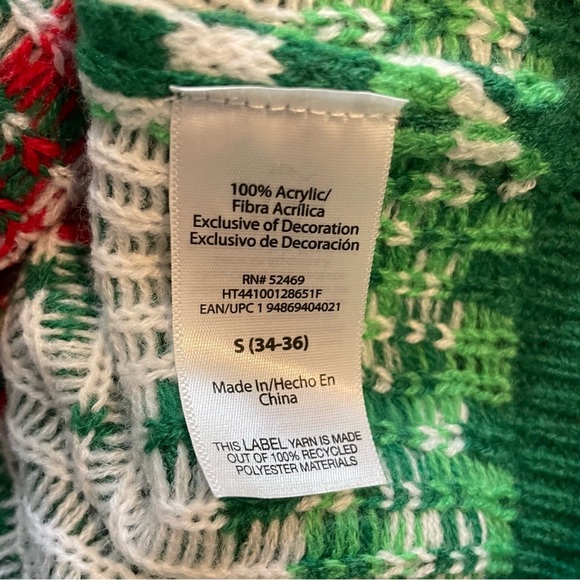 100% Acrylic/
Fibra Acrílica
Exclusive of Decoration
Exclusivo de Decoración
RN# 52469
HT44100128651F
EAN/UPC 1 94869404021
S (34-36)
Made In/Hecho En
China
THIS LABEL YARN IS MADE
OUT OF 100% RECYCLED
POLYESTER MATERIALS